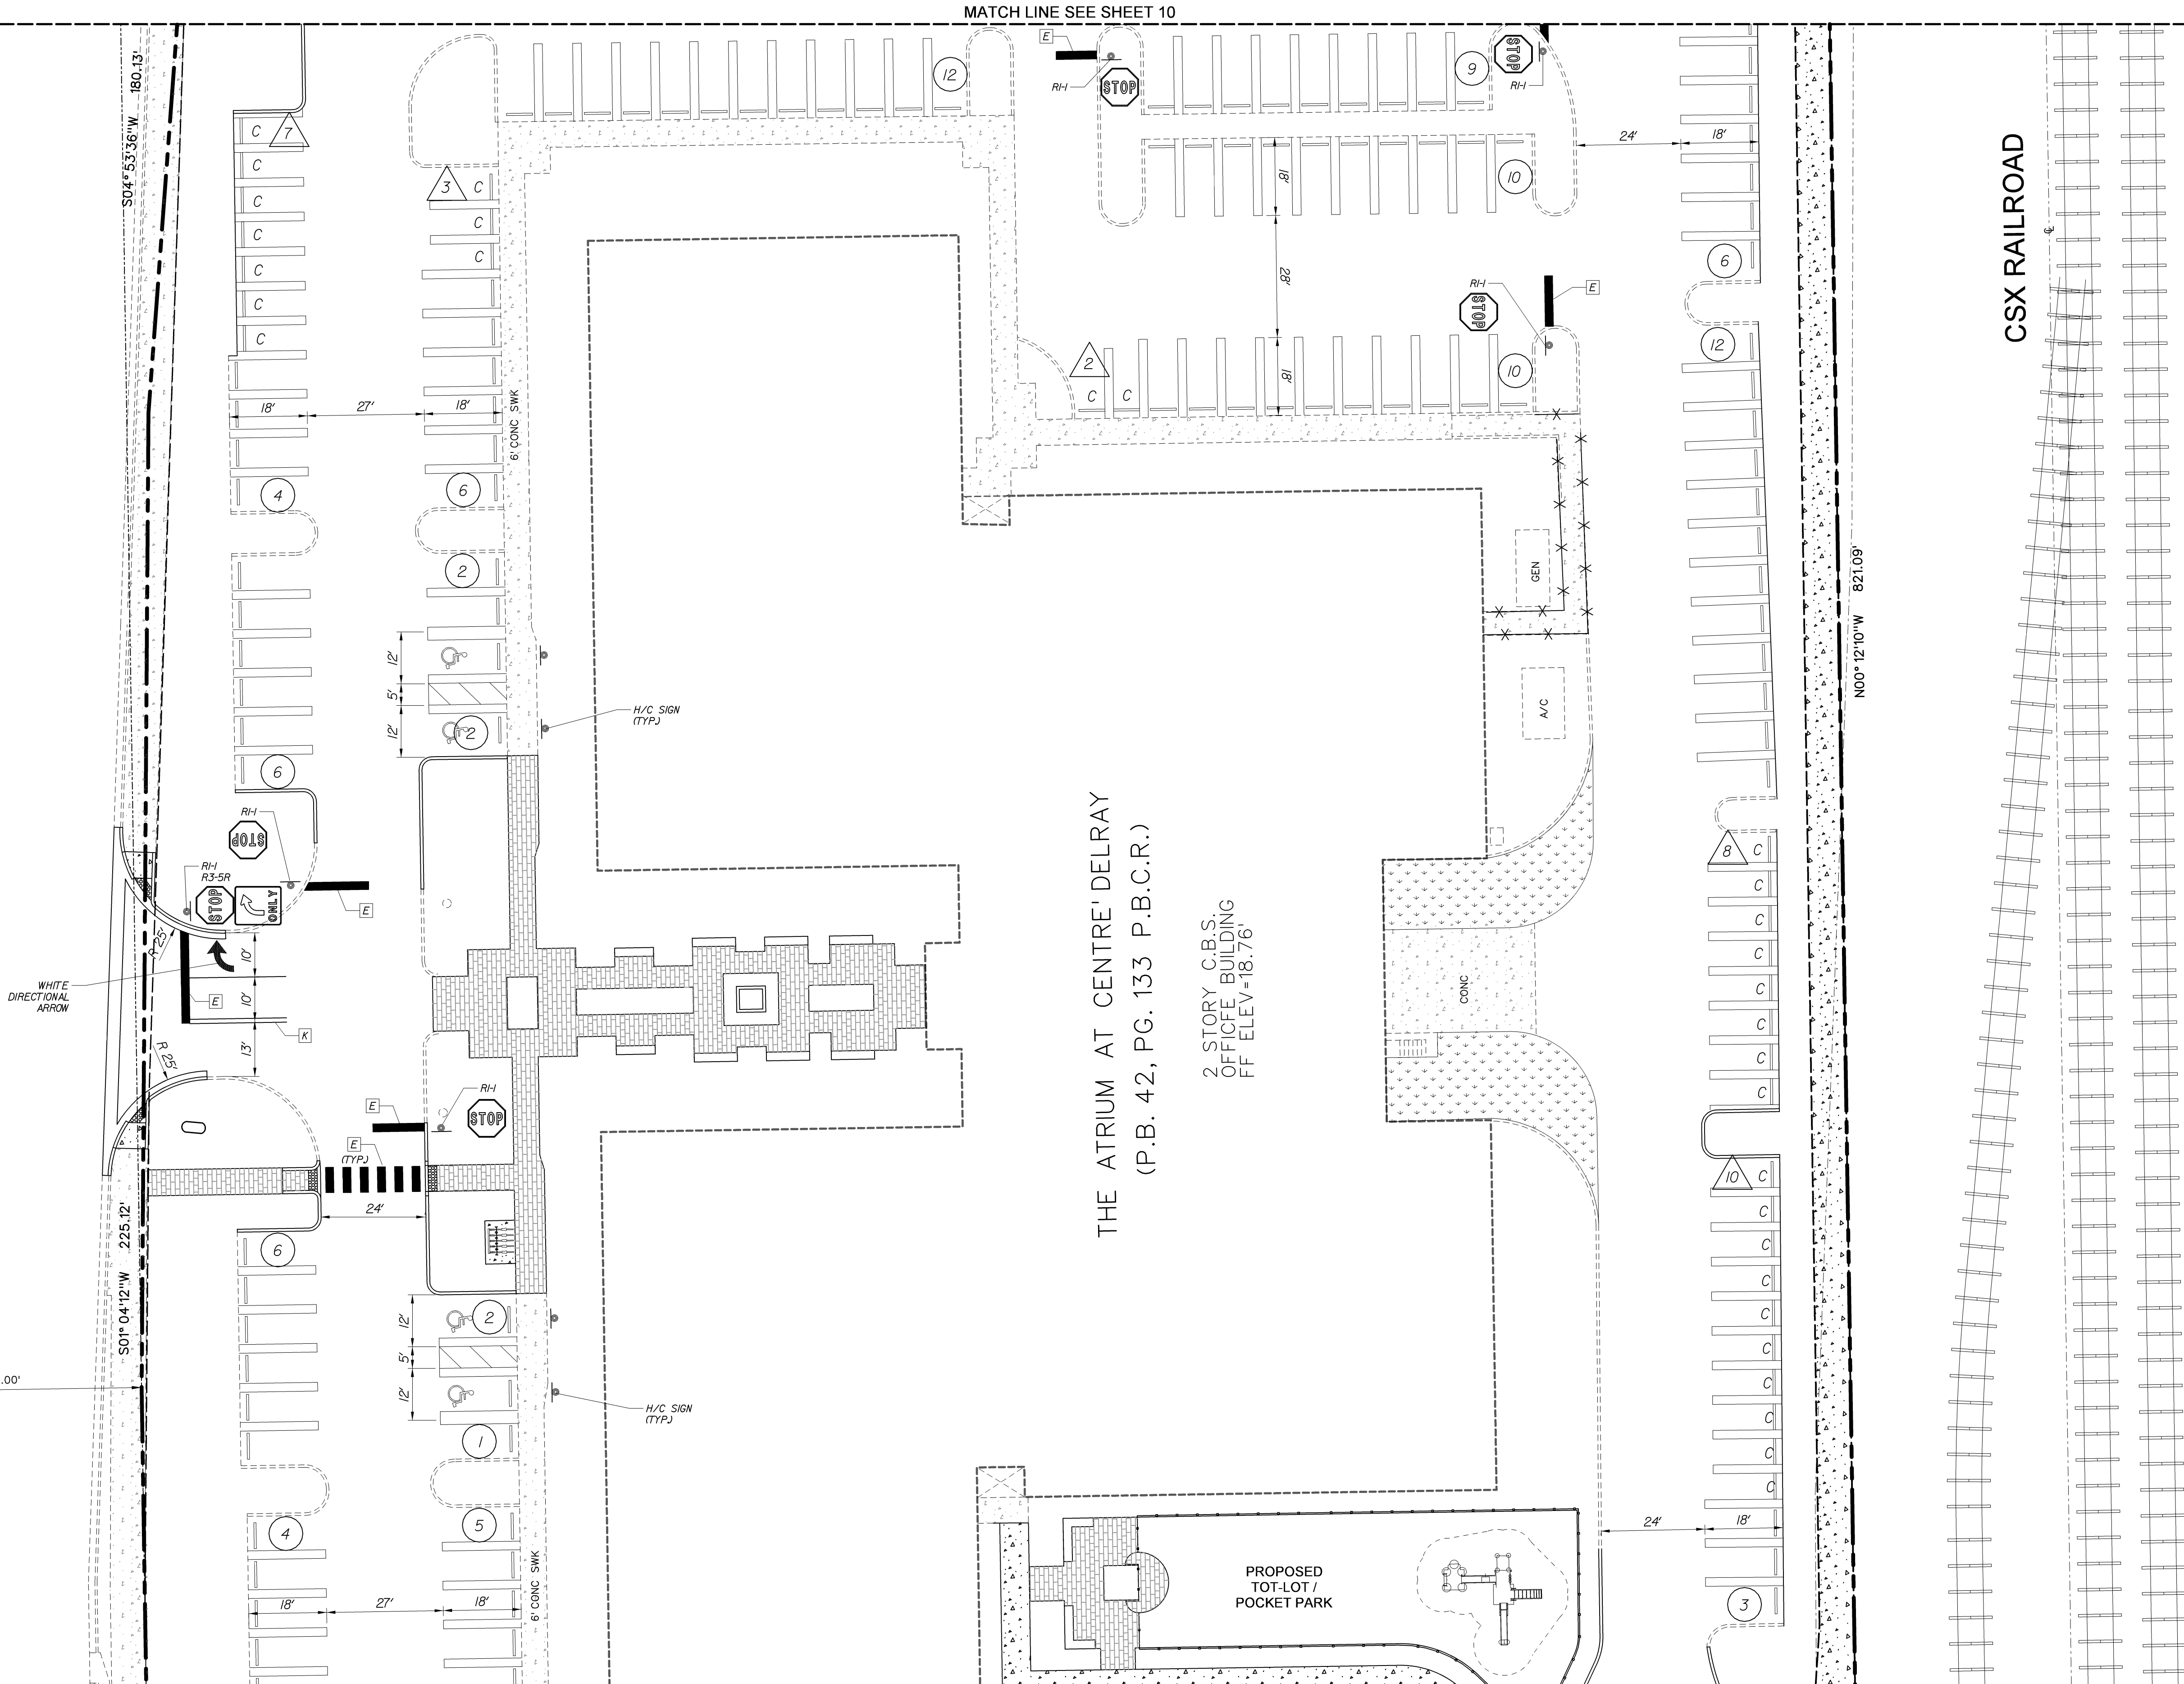 MATCH LINE SEE SHEET 10
180.13'
S04° 53'36"W
C
7
C
C
C
C
C
C
12
3
C
C
C
E
R1-1
STOP
9
STOP
R1-1
24'
18'
18'
10
28'
6
R1-1
STOP
E
2
C
C
18'
10
12
CSX RAILROAD
18'
27'
18'
6' CONC SWK
4
6
2
12'
5'
12'
2
H/C SIGN
(TYP.)
6
GEN
A/C
N00° 12'10"W 821.09'
R1-1
STOP
R1-1
R3-5R
STOP
ONLY
E
R 25'
10'
10'
13'
WHITE
DIRECTIONAL
ARROW
E
K
R 25'
THE ATRIUM AT CENTRE' DELRAY
(P.B. 42, PG. 133 P.B.C.R.)
2 STORY C.B.S.
OFFICFE BUILDING
FF ELEV=18.76'
CONC
8
C
C
C
C
C
C
C
C
R1-1
STOP
E
E
(TYP.)
24'
S01° 04'12"W 225.12'
6
12'
2
5'
12'
.00'
H/C SIGN
(TYP.)
1
4
5
10
C
C
C
C
C
C
C
C
C
C
24'
18'
3
18'
27'
18'
6' CONC SWK
PROPOSED
TOT-LOT /
POCKET PARK